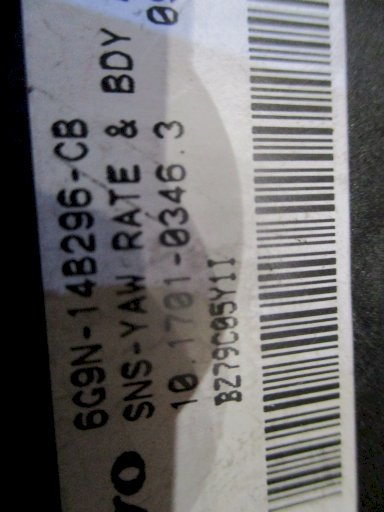 6G9N-14B296-CB
SNS-YAW RATE & BDY
10.1701-0346.3
BZ79C05Y1I